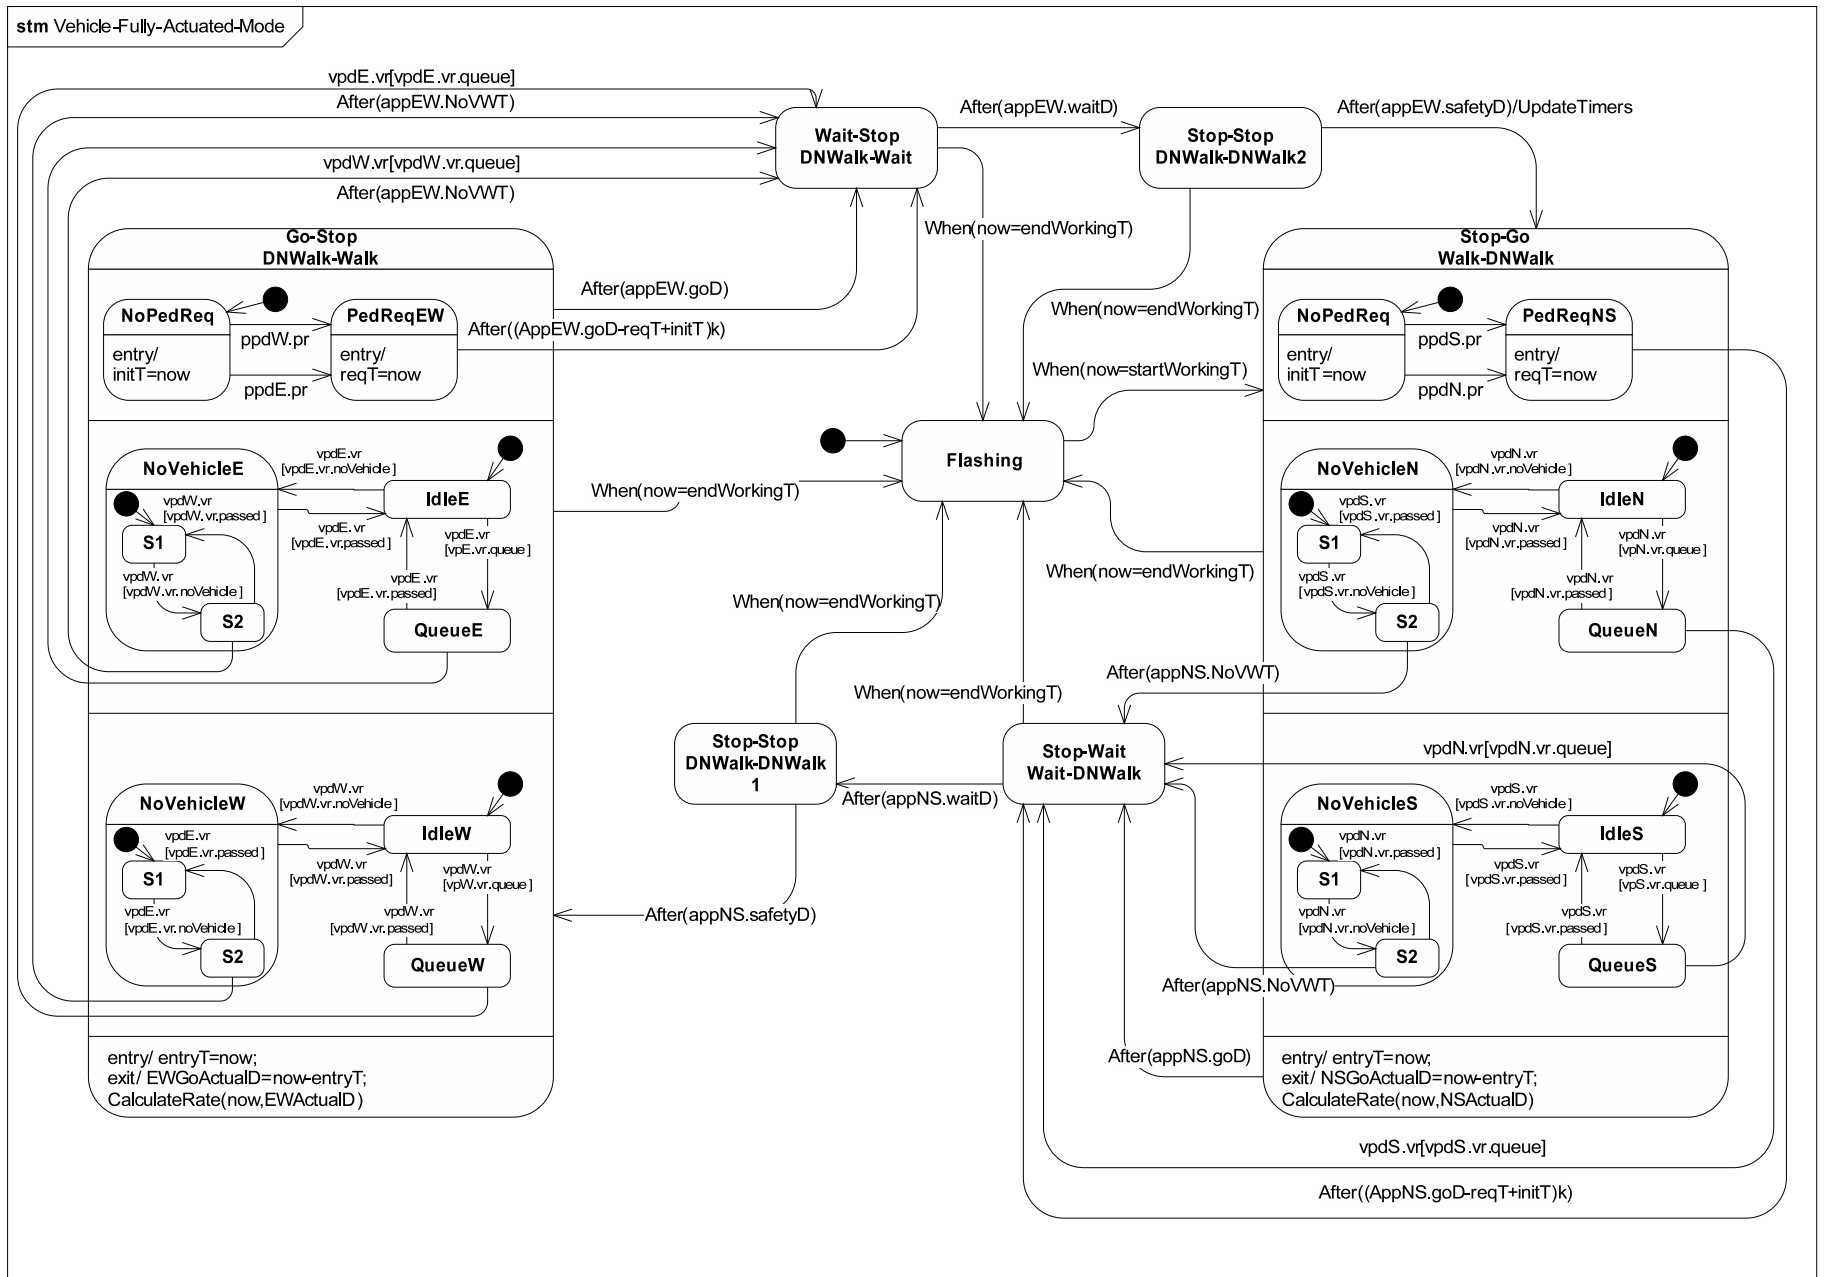 stm Vehicle-Fully-Actuated-Mode
vpdE.vr[vpdE.vr.queue]
After(appEW.NoVWT)
vpdW.vr[vpdW.vr.queue]
After(appEW.NoVWT)
Wait-Stop
DNWalk-Wait
After(appEW.waitD)
Stop-Stop
DNWalk-DNWalk2
After(appEW.safetyD)/UpdateTimers
When(now=endWorkingT)
When(now=endWorkingT)
Go-Stop
DNWalk-Walk
After(appEW.goD)
NoPedReq
entry/
initT=now
ppdW.pr
ppdE.pr
PedReqEW
entry/
reqT=now
After((AppEW.goD-reqT+initT)k)
NoVehicleE
vpdW.vr
[vpdW.vr.passed]
S1
vpdW.vr
[vpdW.vr.noVehicle]
S2
vpdE.vr
[vpdE.vr.noVehicle]
IdleE
vpdE.vr
[vpdE.vr.passed]
vpdE.vr
[vpE.vr.queue]
vpdE.vr
[vpdE.vr.passed]
QueueE
NoVehicleW
vpdE.vr
[vpdE.vr.passed]
S1
vpdE.vr
[vpdE.vr.noVehicle]
S2
vpdW.vr
[vpdW.vr.noVehicle]
IdleW
vpdW.vr
[vpdW.vr.passed]
vpdW.vr
[vpW.vr.queue]
vpdW.vr
[vpdW.vr.passed]
QueueW
entry/ entryT=now;
exit/ EWGoActualD=now-entryT;
CalculateRate(now,EWActualD)
When(now=startWorkingT)
Flashing
When(now=endWorkingT)
When(now=endWorkingT)
When(now=endWorkingT)
When(now=endWorkingT)
Stop-Stop
DNWalk-DNWalk
1
After(appNS.waitD)
Stop-Wait
Wait-DNWalk
After(appNS.safetyD)
Stop-Go
Walk-DNWalk
NoPedReq
entry/
initT=now
ppdS.pr
ppdN.pr
PedReqNS
entry/
reqT=now
NoVehicleN
vpdS.vr
[vpdS.vr.passed]
S1
vpdS.vr
[vpdS.vr.noVehicle]
S2
vpdN.vr
[vpdN.vr.noVehicle]
IdleN
vpdN.vr
[vpdN.vr.passed]
vpdN.vr
[vpN.vr.queue]
vpdN.vr
[vpdN.vr.passed]
QueueN
After(appNS.NoVWT)
vpdN.vr[vpdN.vr.queue]
NoVehicleS
vpdN.vr
[vpdN.vr.passed]
S1
vpdN.vr
[vpdN.vr.noVehicle]
S2
vpdS.vr
[vpdS.vr.noVehicle]
IdleS
vpdS.vr
[vpdS.vr.passed]
vpdS.vr
[vpS.vr.queue]
vpdS.vr
[vpdS.vr.passed]
QueueS
After(appNS.NoVWT)
After(appNS.goD)
entry/ entryT=now;
exit/ NSGoActualD=now-entryT;
CalculateRate(now,NSActualD)
vpdS.vr[vpdS.vr.queue]
After((AppNS.goD-reqT+initT)k)